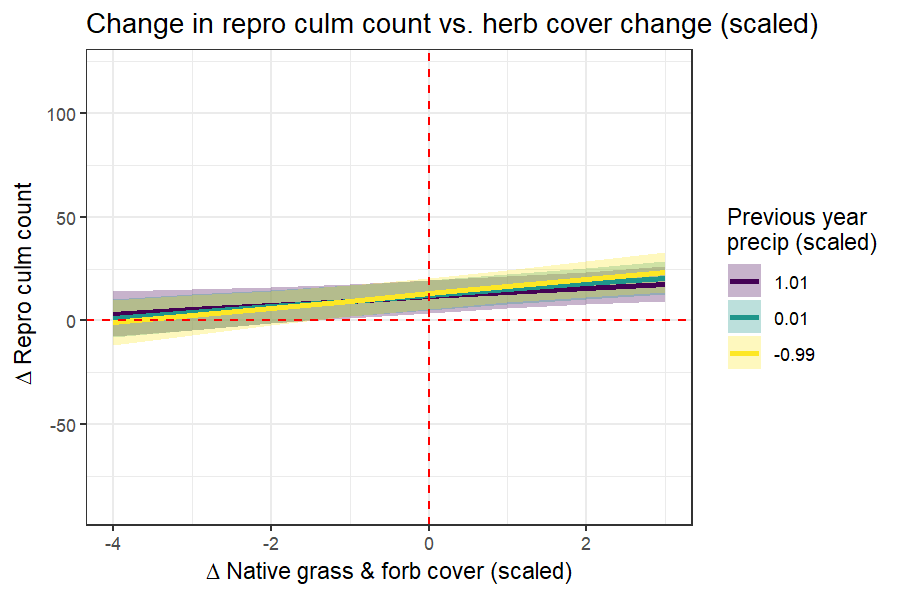 Change in repro culm count vs. herb cover change (scaled)
Δ Repro culm count
100
50
0
-50
-4
-2
0
2
Δ Native grass & forb cover (scaled)
Previous year
precip (scaled)
1.01
0.01
-0.99